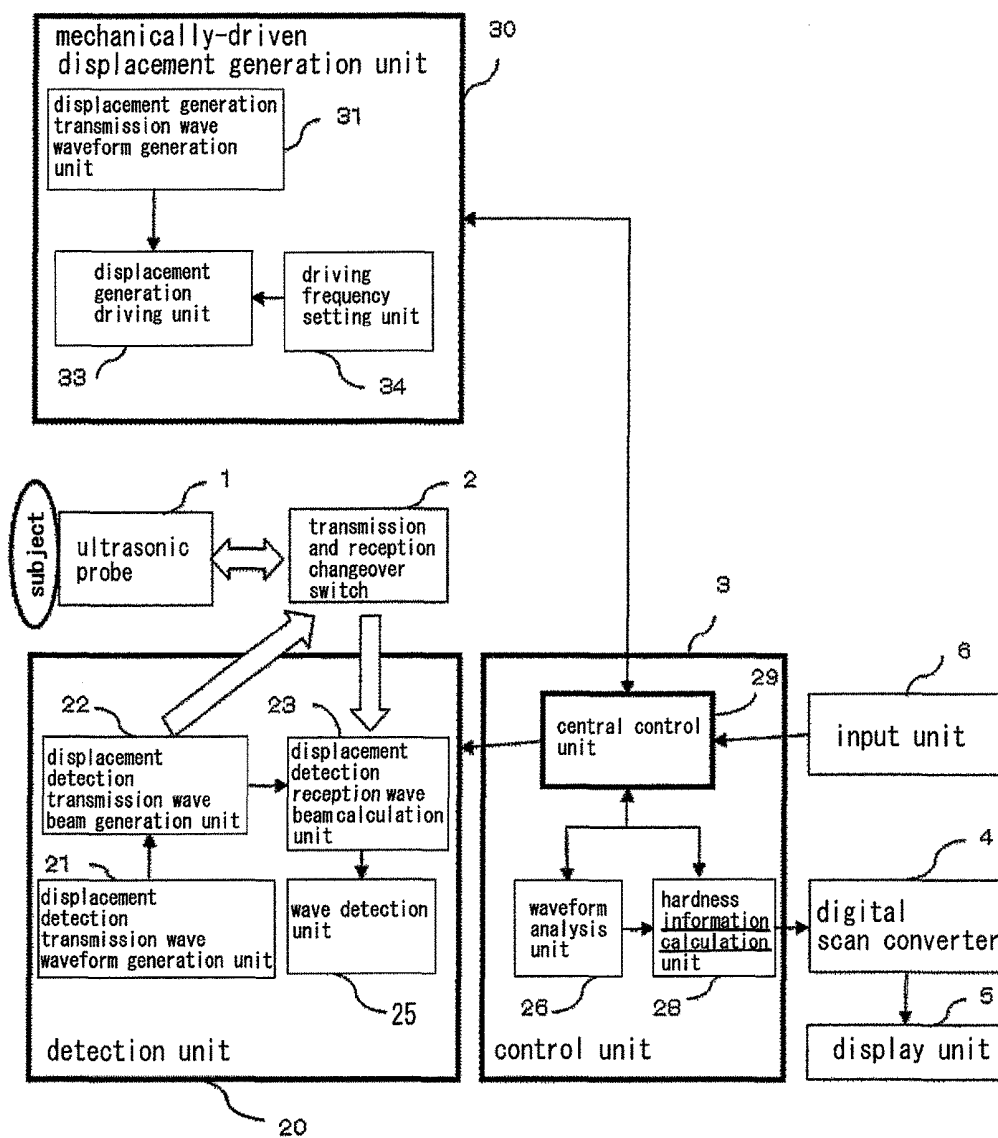 mechanically-driven
displacement generation unit
30
displacement generation
transmission wave
waveform generation
unit
31
displacement
generation
driving unit
33
driving
frequency
setting unit
34
subject
1
ultrasonic
probe
2
transmission
and reception
changeover
switch
3
22
displacement
detection
transmission wave
beam generation unit
23
displacement
detection
reception wave
beam calculation
unit
21
displacement
detection
transmission wave
waveform generation unit
wave detection
unit
25
detection unit
20
29
central control
unit
waveform
analysis
unit
26
hardness
information
calculation
unit
28
control unit
6
input unit
4
digital
scan converter
5
display unit